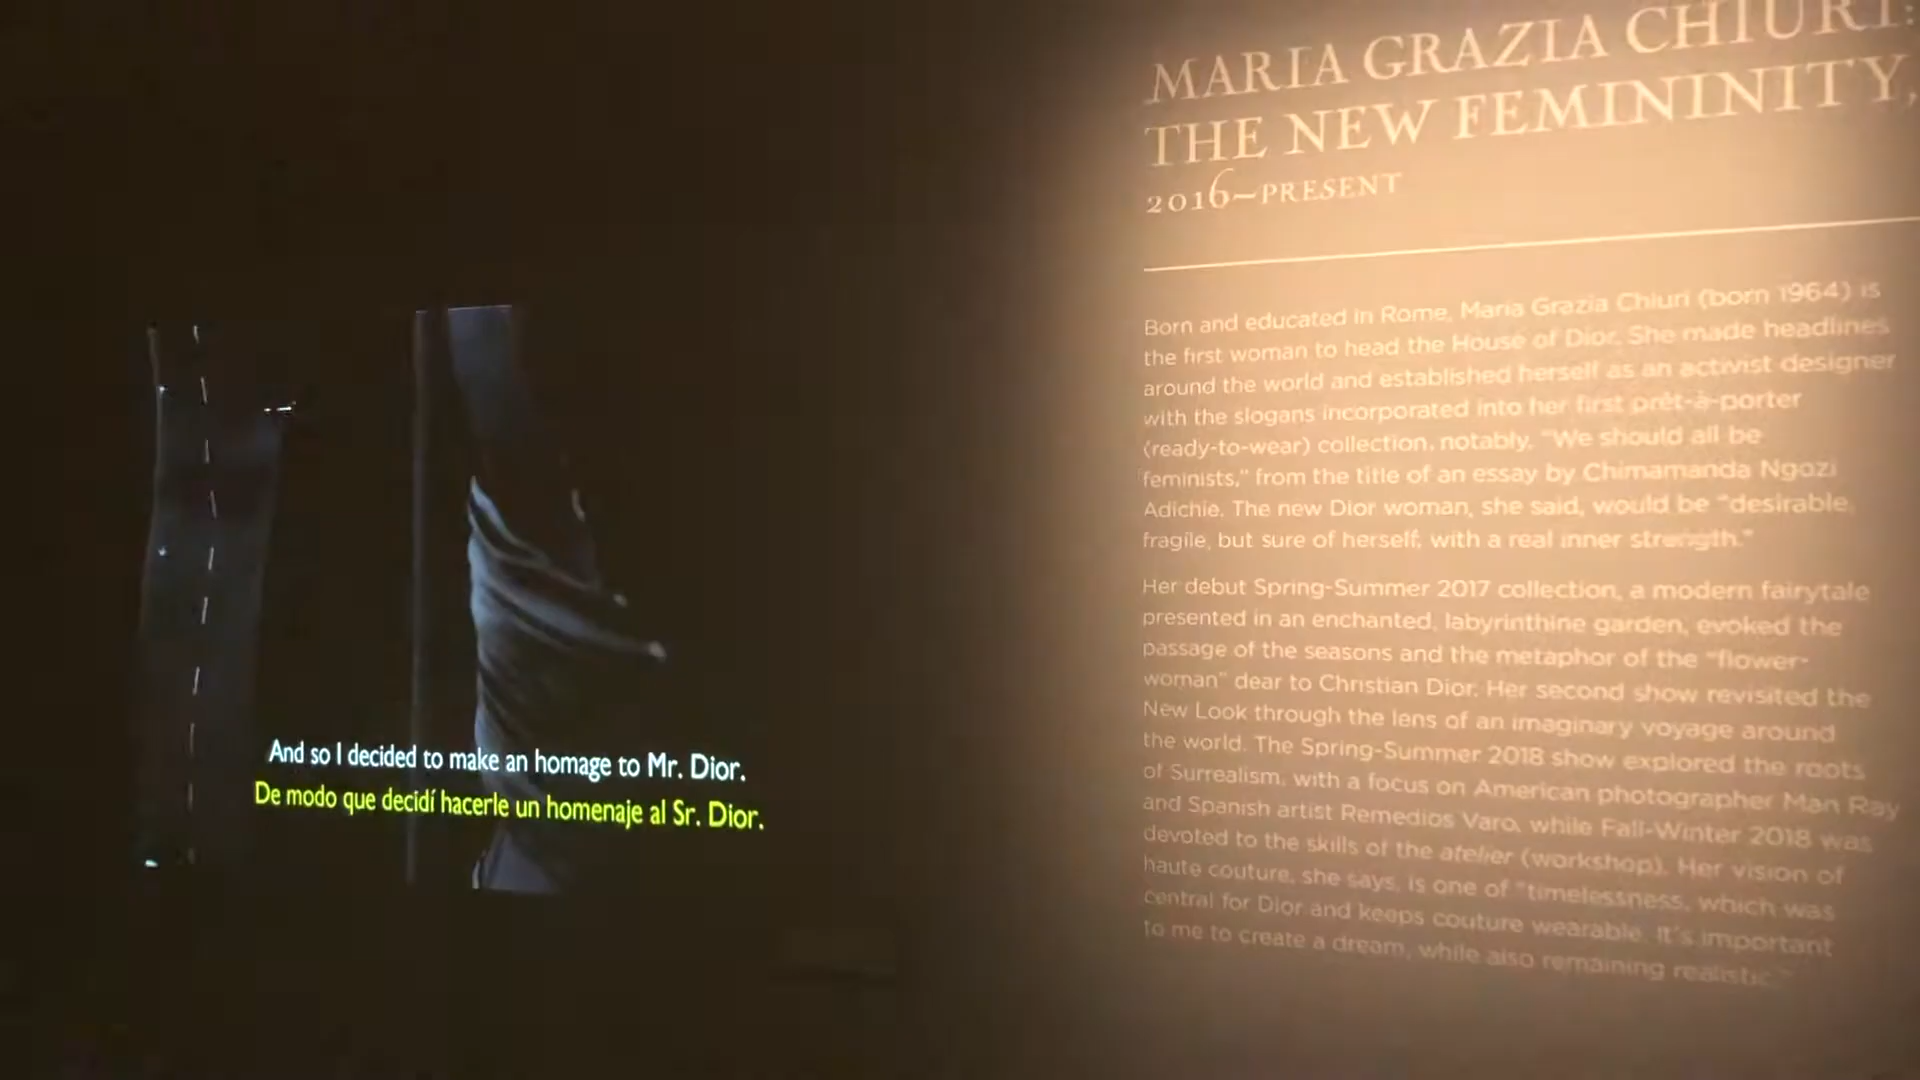 MARIA GRAZIA CHIURI:
THE NEW FEMININITY,
2016–PRESENT
Born and educated in Rome, Maria Grazia Chiuri (born 1964) is
the first woman to head the House of Dior. She made headlines
around the world and established herself as an activist designer
with the slogans incorporated into her first prêt-à-porter
(ready-to-wear) collection, notably, “We should all be
feminists,” from the title of an essay by Chimamanda Ngozi
Adichie. The new Dior woman, she said, would be “desirable,
fragile, but sure of herself, with a real inner strength.”
Her debut Spring-Summer 2017 collection, a modern fairytale
presented in an enchanted, labyrinthine garden, evoked the
passage of the seasons and the metaphor of the “flower-
woman” dear to Christian Dior. Her second show revisited the
New Look through the lens of an imaginary voyage around
the world. The Spring-Summer 2018 show explored the roots
of Surrealism, with a focus on American photographer Man Ray
and Spanish artist Remedios Varo, while Fall-Winter 2018 was
devoted to the skills of the atelier (workshop). Her vision of
haute couture, she says, is one of “timelessness, which was
central for Dior and keeps couture wearable. It’s important
to me to create a dream, while also remaining realistic.”
And so I decided to make an homage to Mr. Dior.
De modo que decidí hacerle un homenaje al Sr. Dior.